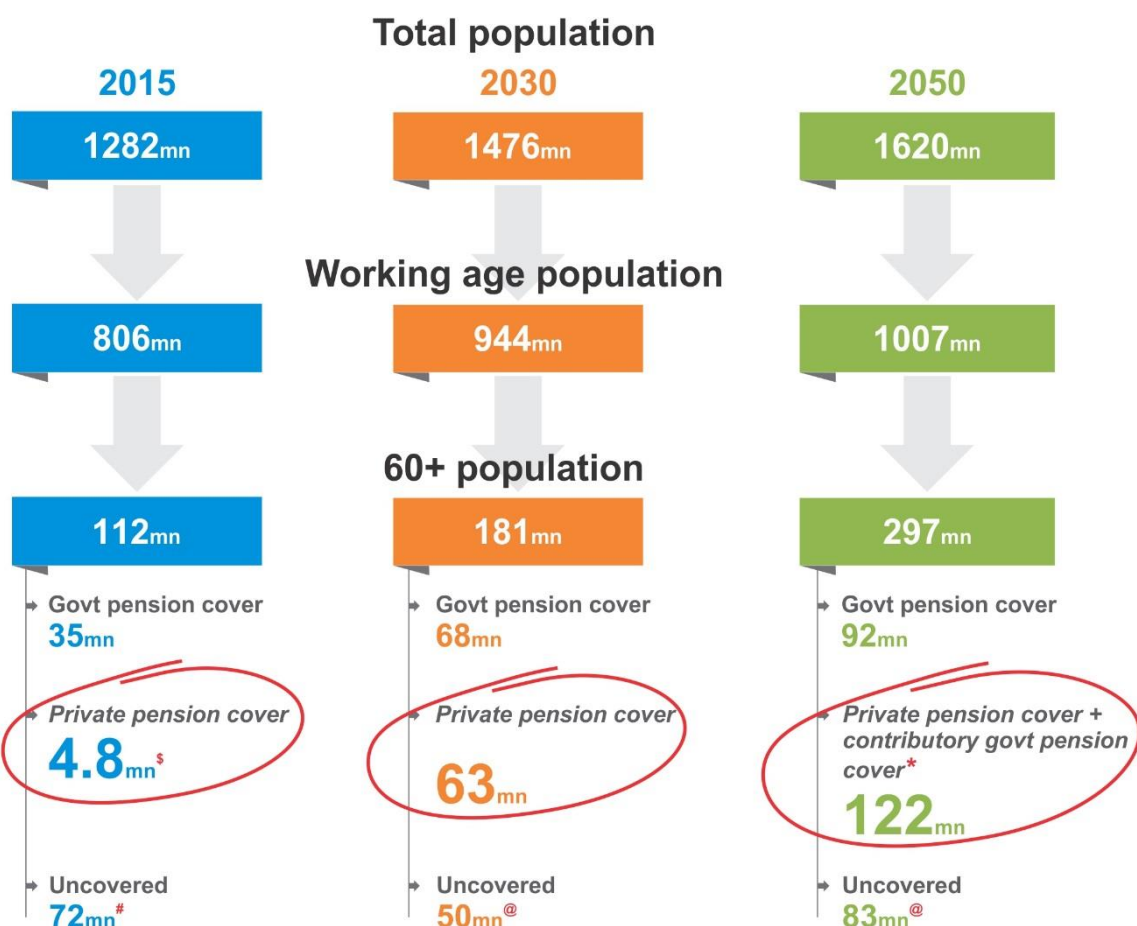 Total population
2015 2030 2050
1282mn 1476mn 1620mn
Working age population
806mn 944mn 1007mn
60+ population
112mn 181mn 297mn
Govt pension cover
35mn
Private pension cover
4.8mn$
Uncovered
72mn#
Govt pension cover
68mn
Private pension cover
63mn
Uncovered
50mn@
Govt pension cover
92mn
Private pension cover +
contributory govt pension
cover*
122mn
Uncovered
83mn@